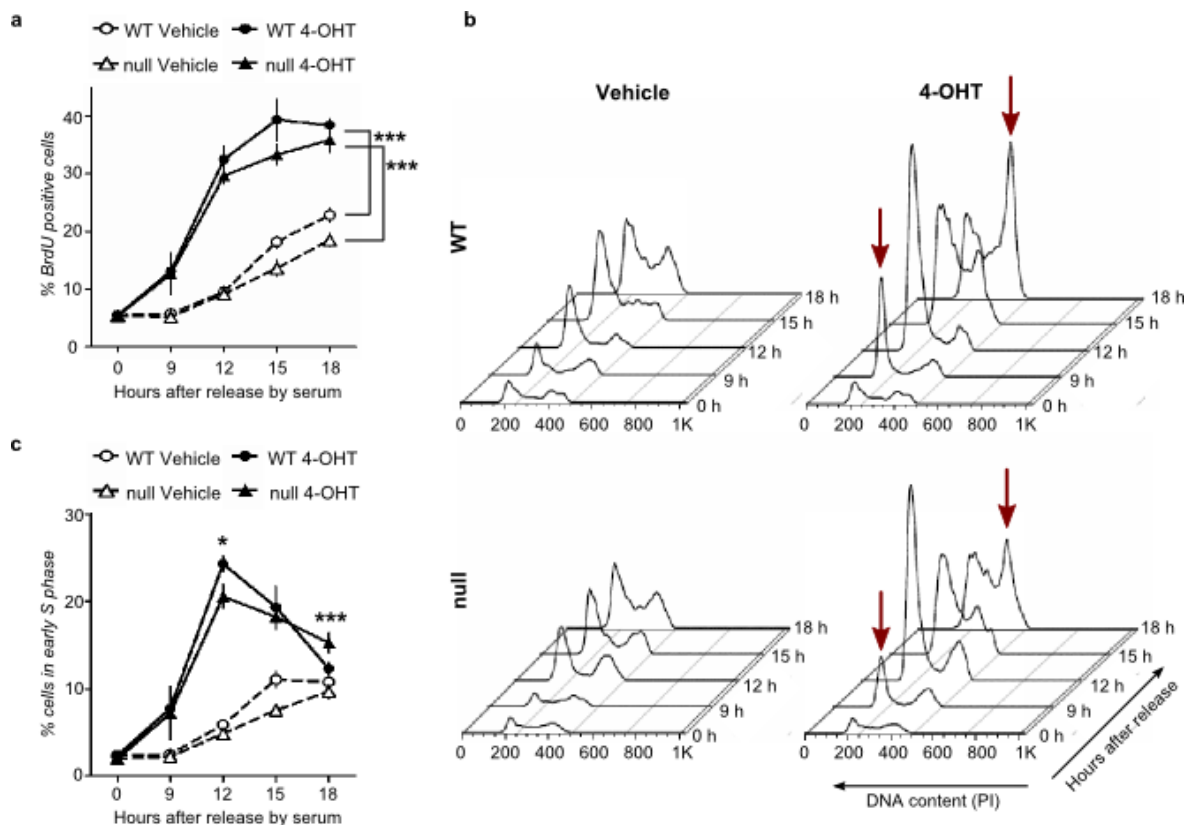 a
WT Vehicle WT 4-OHT
null Vehicle null 4-OHT
% BrdU positive cells
40
30
20
10
0
***
***
0 9 12 15 18
Hours after release by serum
b
Vehicle 4-OHT
WT
18 h
15 h
12 h
9 h
0 h
0 200 400 600 800 1K
18 h
15 h
12 h
9 h
0 h
0 200 400 600 800 1K
null
18 h
15 h
12 h
9 h
0 h
0 200 400 600 800 1K
18 h
15 h
12 h
9 h
0 h
0 200 400 600 800 1K
Hours after release
DNA content (PI)
c
WT Vehicle WT 4-OHT
null Vehicle null 4-OHT
% cells in early S phase
30
20
10
0
*
***
0 9 12 15 18
Hours after release by serum